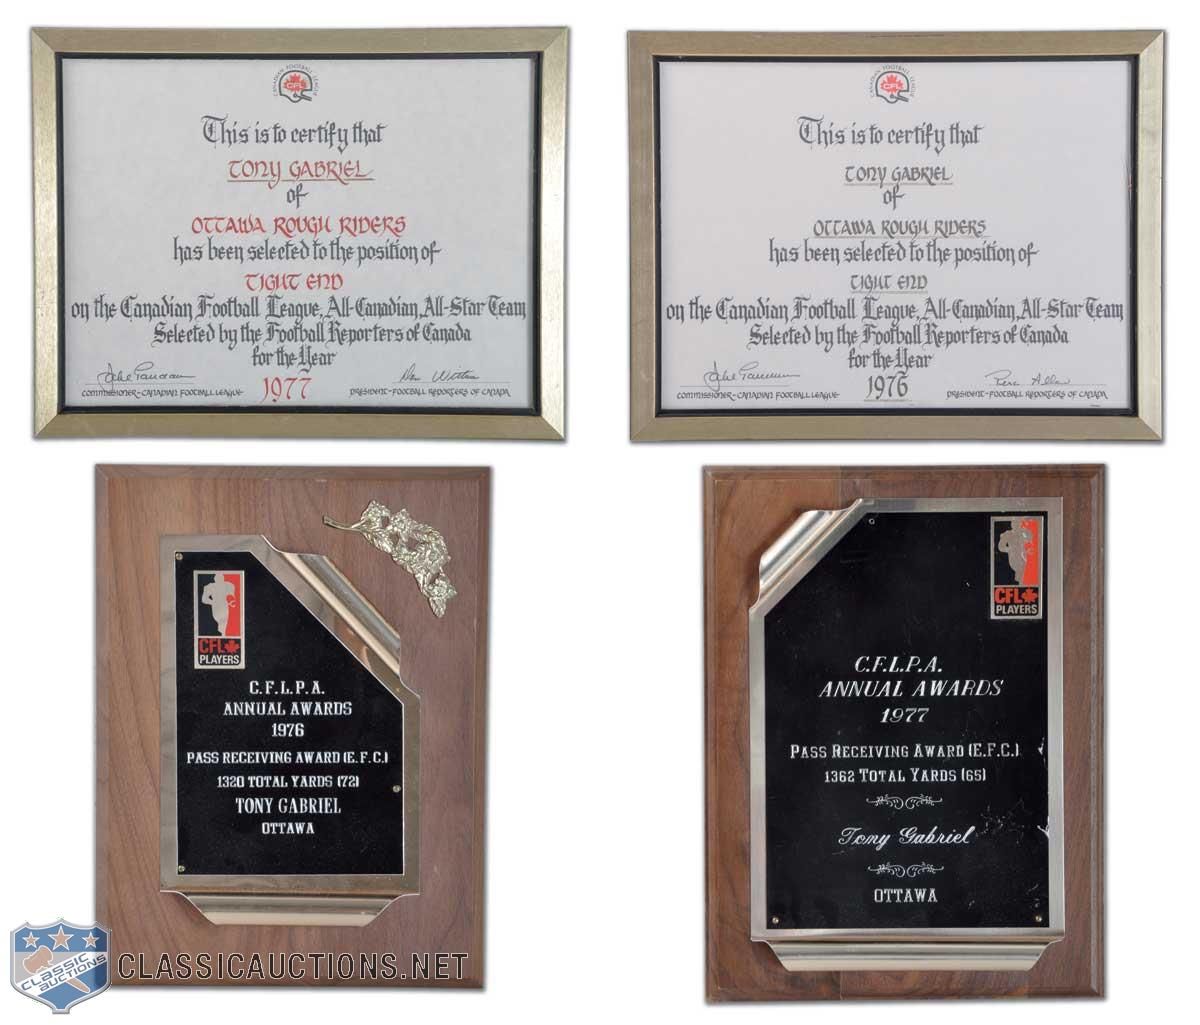 CANADIAN FOOTBALL LEAGUE
CFL
This is to certify that
TONY GABRIEL
of
OTTAWA ROUGH RIDERS
has been selected to the position of
TIGHT END
on the Canadian Football League, All-Canadian, All-Star Team
Selected by the Football Reporters of Canada
for the Year
1977
COMMISSIONER-CANADIAN FOOTBALL LEAGUE
PRESIDENT-FOOTBALL REPORTERS OF CANADA
CANADIAN FOOTBALL LEAGUE
CFL
This is to certify that
TONY GABRIEL
of
OTTAWA ROUGH RIDERS
has been selected to the position of
TIGHT END
on the Canadian Football League, All-Canadian, All-Star Team
Selected by the Football Reporters of Canada
for the Year
1976
COMMISSIONER-CANADIAN FOOTBALL LEAGUE
PRESIDENT-FOOTBALL REPORTERS OF CANADA
CFL
PLAYERS
C.F.L.P.A.
ANNUAL AWARDS
1976
PASS RECEIVING AWARD (E.F.C.)
1320 TOTAL YARDS (72)
TONY GABRIEL
OTTAWA
CFL
PLAYERS
C.F.L.P.A.
ANNUAL AWARDS
1977
PASS RECEIVING AWARD (E.F.C.)
1362 TOTAL YARDS (65)
Tony Gabriel
OTTAWA
CLASSIC AUCTIONS
CLASSICAUCTIONS.NET